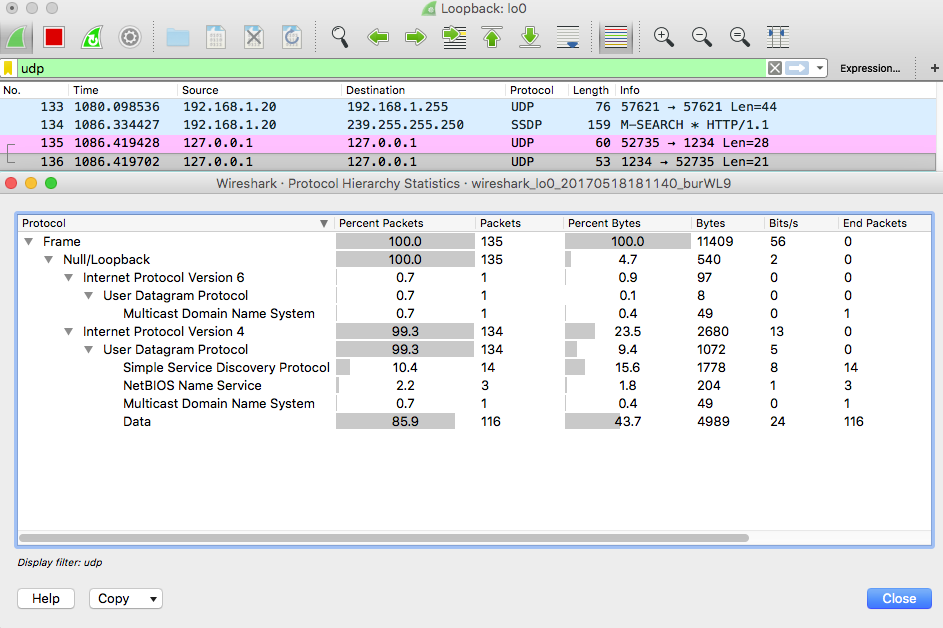 Loopback: lo0
udp
Expression...
+
No. Time Source Destination Protocol Length Info
133 1080.098536 192.168.1.20 192.168.1.255 UDP 76 57621 → 57621 Len=44
134 1086.334427 192.168.1.20 239.255.255.250 SSDP 159 M-SEARCH * HTTP/1.1
135 1086.419428 127.0.0.1 127.0.0.1 UDP 60 52735 → 1234 Len=28
136 1086.419702 127.0.0.1 127.0.0.1 UDP 53 1234 → 52735 Len=21
Wireshark · Protocol Hierarchy Statistics · wireshark_lo0_20170518181140_burWL9
Protocol Percent Packets Packets Percent Bytes Bytes Bits/s End Packets
Frame 100.0 135 100.0 11409 56 0
Null/Loopback 100.0 135 4.7 540 2 0
Internet Protocol Version 6 0.7 1 0.9 97 0 0
User Datagram Protocol 0.7 1 0.1 8 0 0
Multicast Domain Name System 0.7 1 0.4 49 0 1
Internet Protocol Version 4 99.3 134 23.5 2680 13 0
User Datagram Protocol 99.3 134 9.4 1072 5 0
Simple Service Discovery Protocol 10.4 14 15.6 1778 8 14
NetBIOS Name Service 2.2 3 1.8 204 1 3
Multicast Domain Name System 0.7 1 0.4 49 0 1
Data 85.9 116 43.7 4989 24 116
Display filter: udp
Help Copy Close